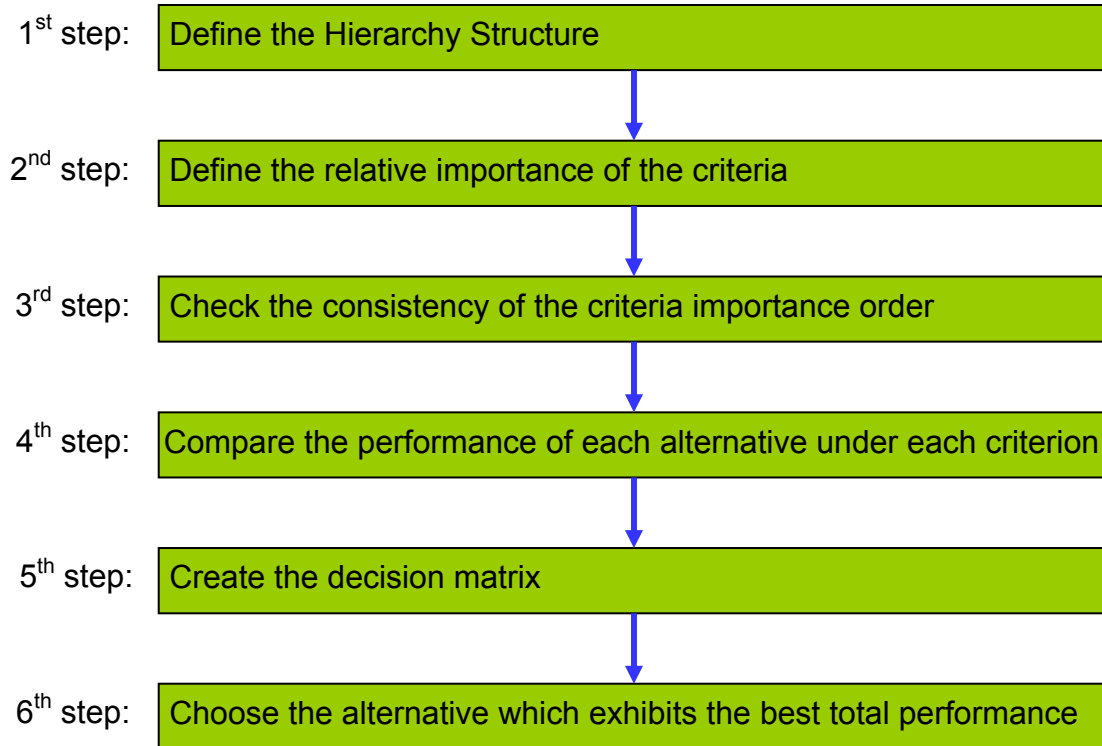 1st step: Define the Hierarchy Structure
2nd step: Define the relative importance of the criteria
3rd step: Check the consistency of the criteria importance order
4th step: Compare the performance of each alternative under each criterion
5th step: Create the decision matrix
6th step: Choose the alternative which exhibits the best total performance